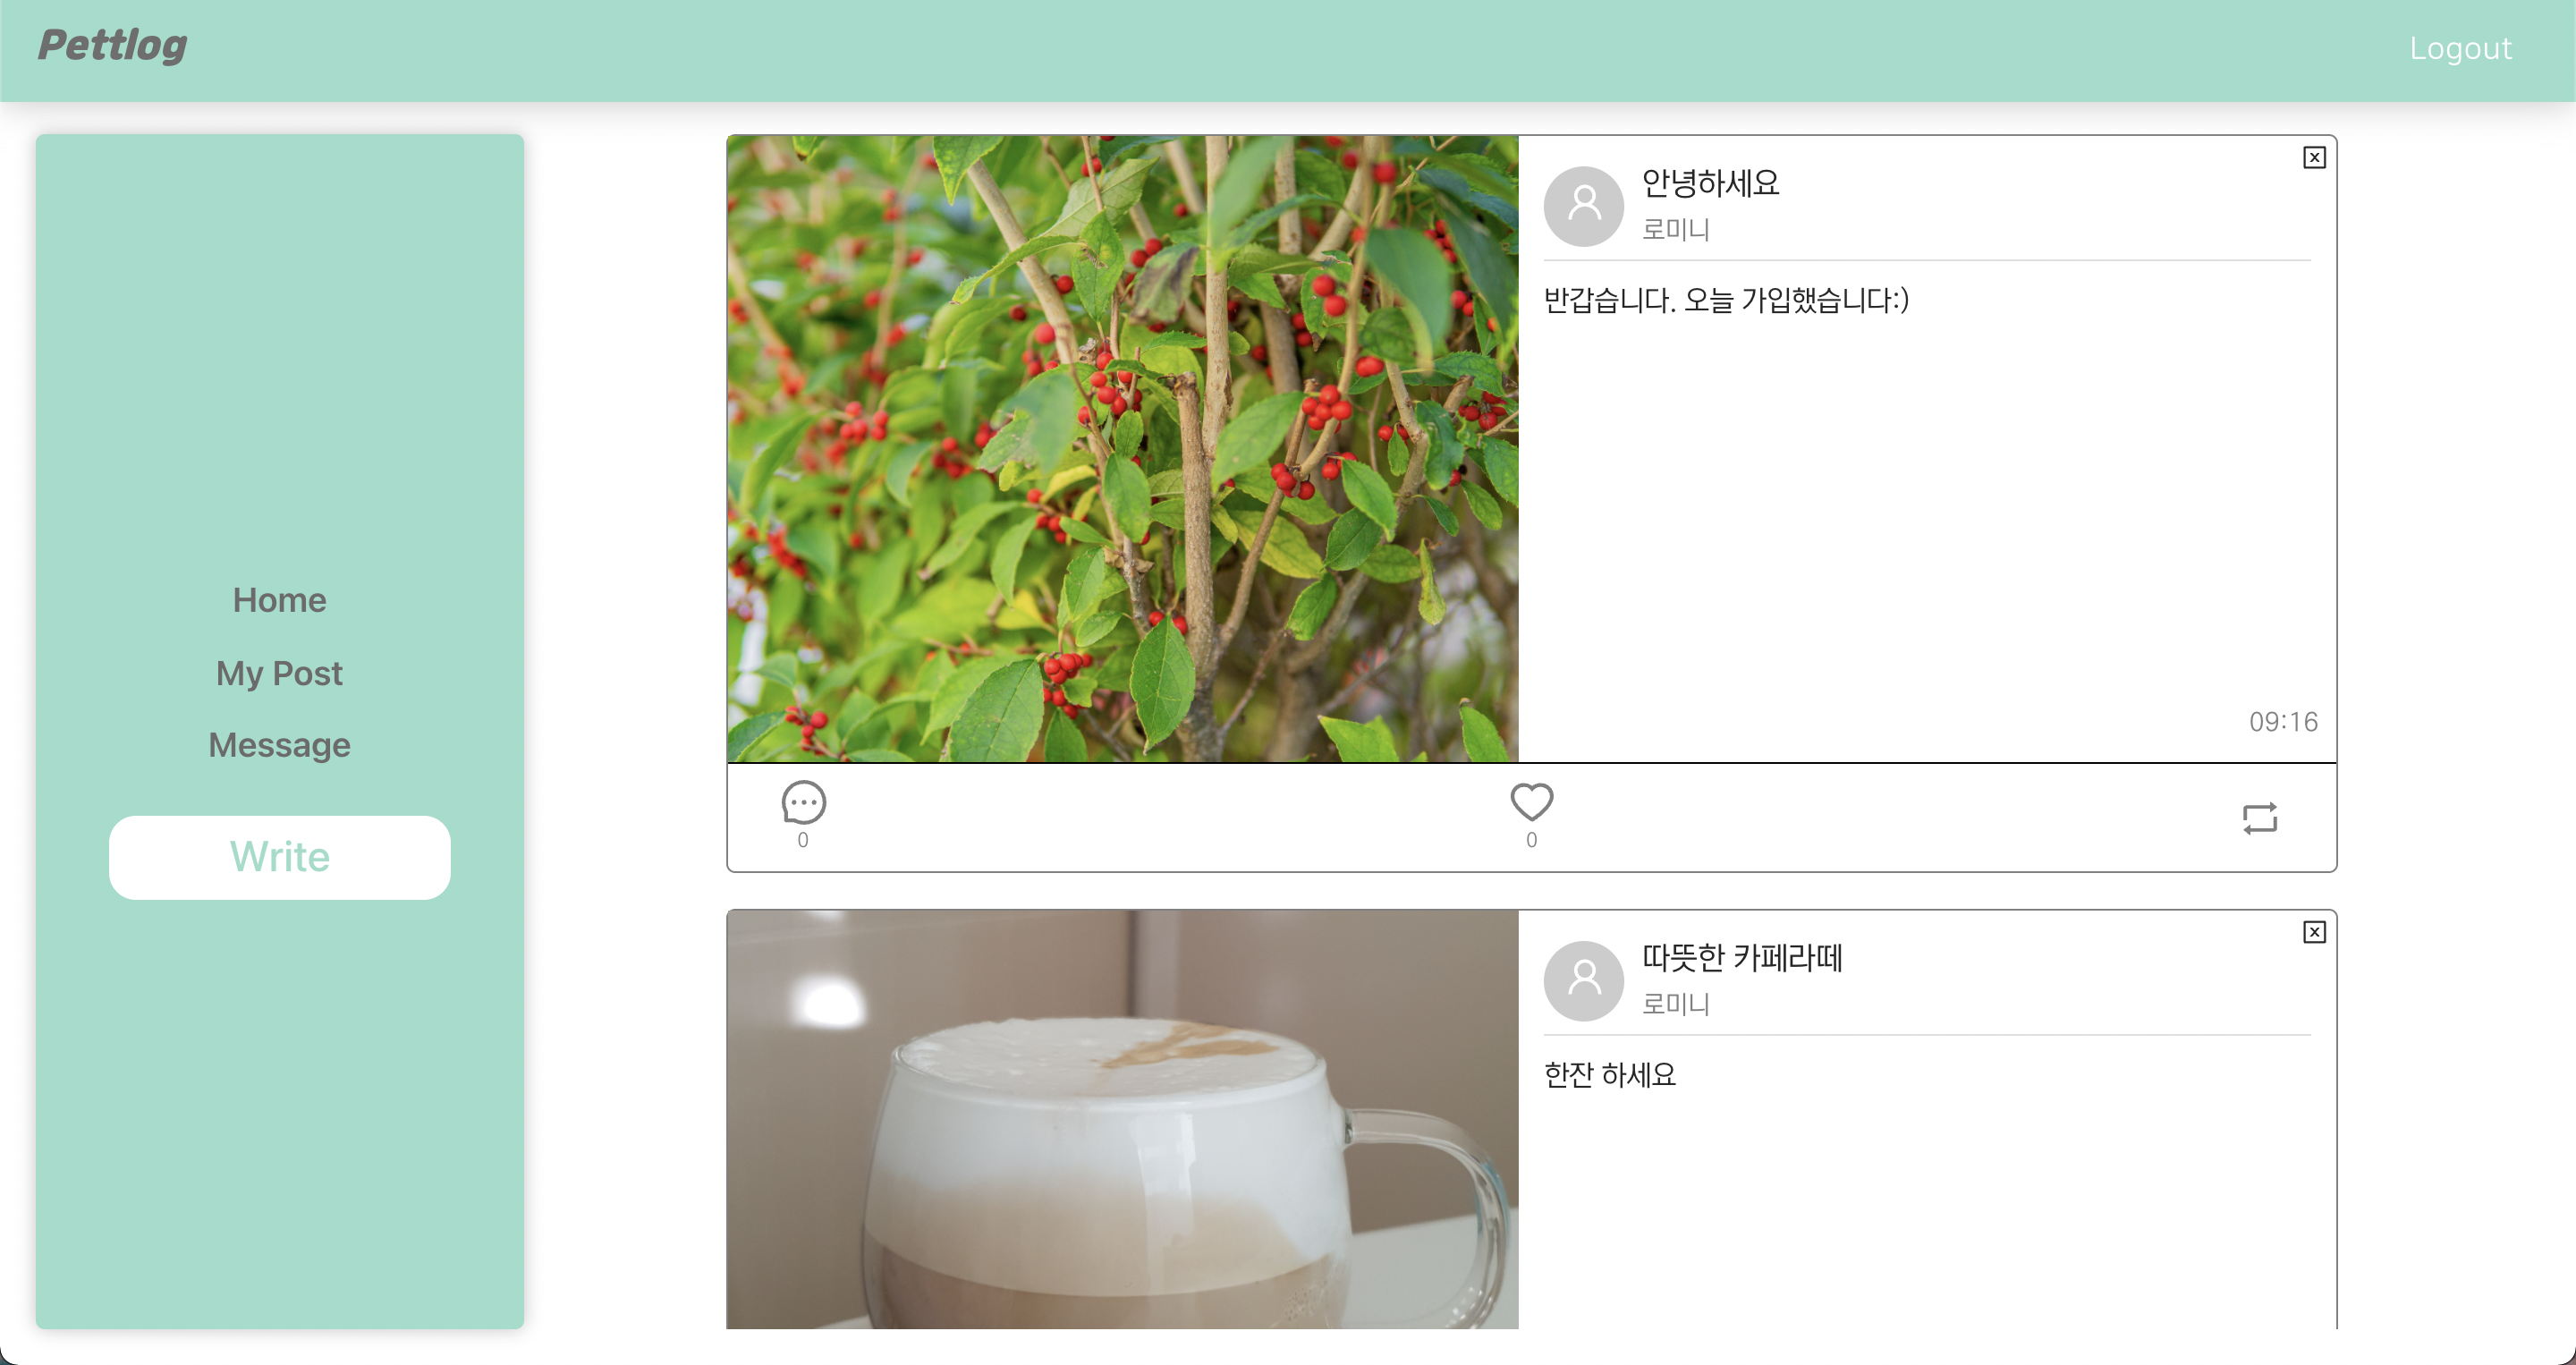 Pettlog
Logout
Home
My Post
Message
Write
안녕하세요
로미니
반갑습니다. 오늘 가입했습니다:)
09:16
0
0
따뜻한 카페라떼
로미니
한잔 하세요